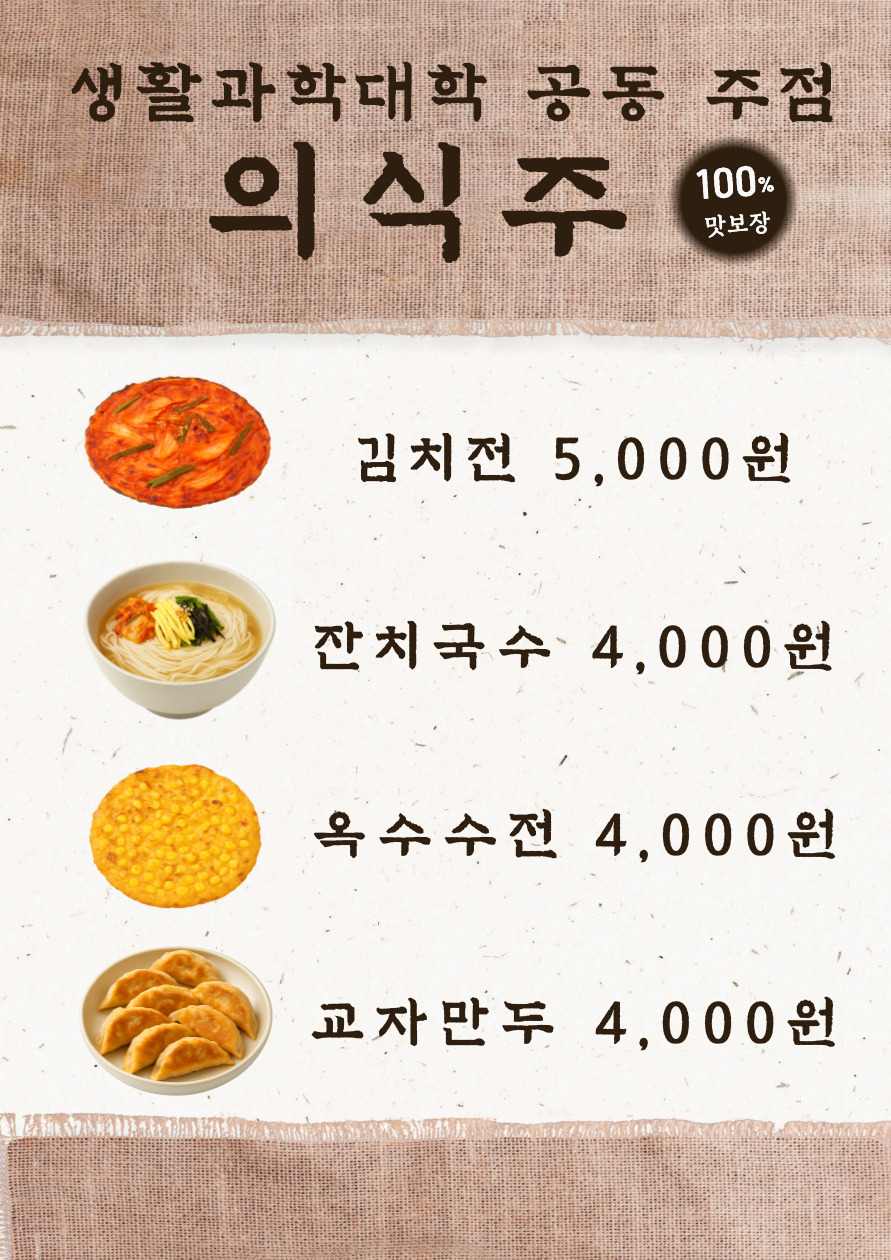 생활과학대학 공동 주점
의식주
100%
맛보장
김치전 5,000원
잔치국수 4,000원
옥수수전 4,000원
교자만두 4,000원